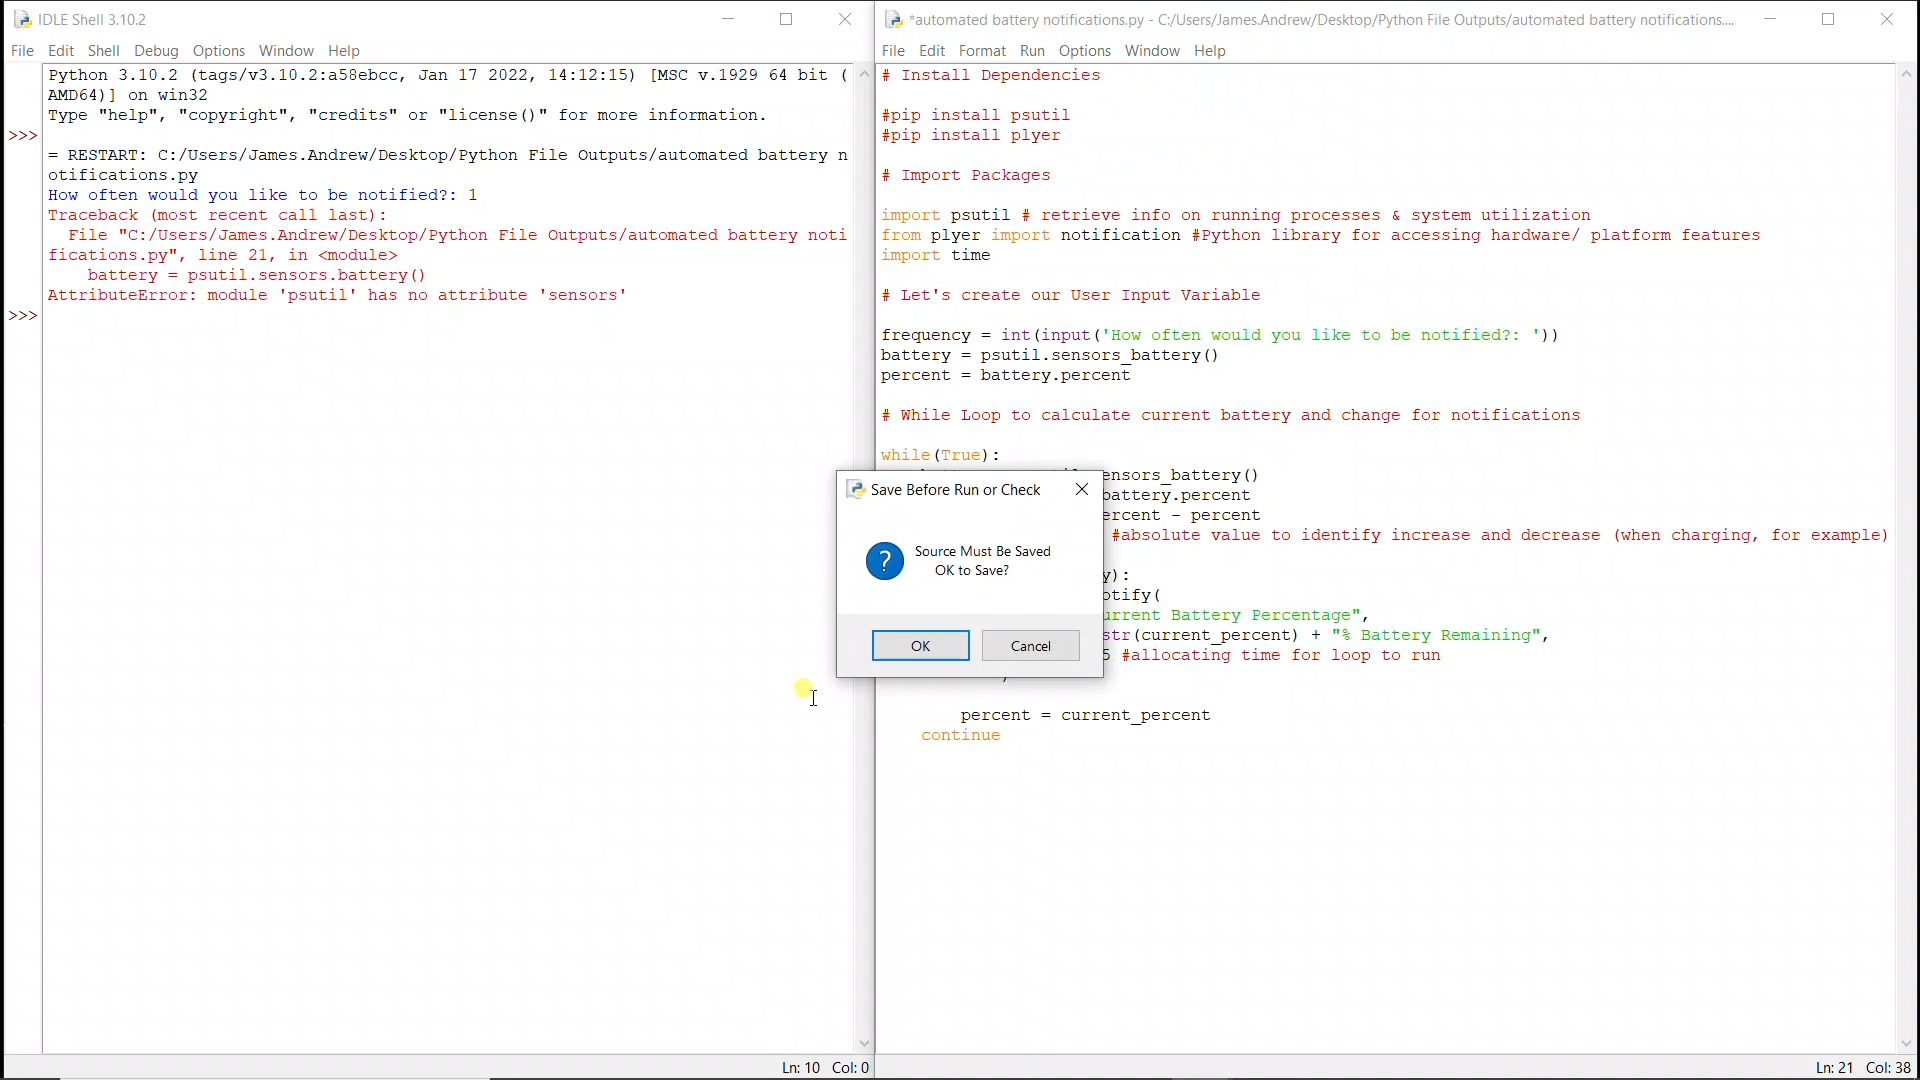 IDLE Shell 3.10.2
File Edit Shell Debug Options Window Help
Python 3.10.2 (tags/v3.10.2:a58ebcc, Jan 17 2022, 14:12:15) [MSC v.1929 64 bit (
AMD64)] on win32
Type "help", "copyright", "credits" or "license()" for more information.
>>>
= RESTART: C:/Users/James.Andrew/Desktop/Python File Outputs/automated battery n
otifications.py
How often would you like to be notified?: 1
Traceback (most recent call last):
File "C:/Users/James.Andrew/Desktop/Python File Outputs/automated battery noti
fications.py", line 21, in <module>
battery = psutil.sensors.battery()
AttributeError: module 'psutil' has no attribute 'sensors'
>>>
Ln: 10 Col: 0
*automated battery notifications.py - C:/Users/James.Andrew/Desktop/Python File Outputs/automated battery notifications....
File Edit Format Run Options Window Help
# Install Dependencies
#pip install psutil
#pip install plyer
# Import Packages
import psutil # retrieve info on running processes & system utilization
from plyer import notification #Python library for accessing hardware/ platform features
import time
# Let's create our User Input Variable
frequency = int(input('How often would you like to be notified?: '))
battery = psutil.sensors_battery()
percent = battery.percent
# While Loop to calculate current battery and change for notifications
while(True):
ensors_battery()
battery.percent
ercent - percent
#absolute value to identify increase and decrease (when charging, for example)
y):
otify(
urrent Battery Percentage",
str(current_percent) + "% Battery Remaining",
5 #allocating time for loop to run
percent = current_percent
continue
Ln: 21 Col: 38
Save Before Run or Check
Source Must Be Saved
OK to Save?
OK Cancel